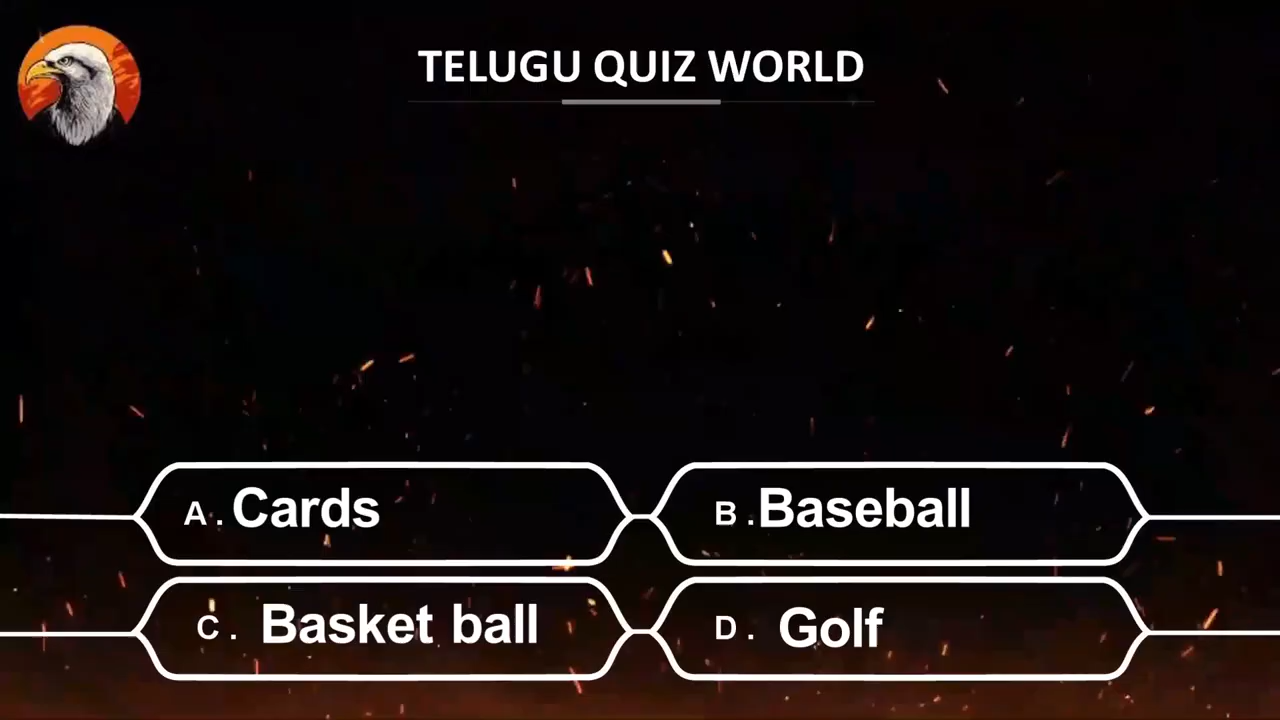 TELUGU QUIZ WORLD
A . Cards
B . Baseball
C . Basket ball
D . Golf